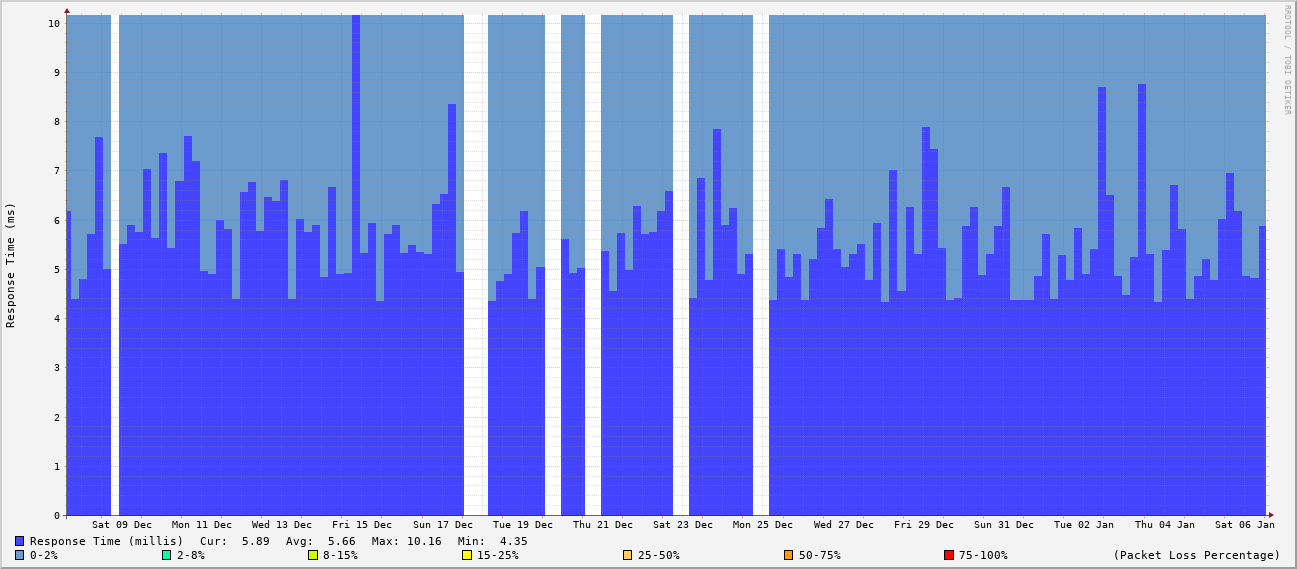 RRDTOOL / TOBI OETIKER
Response Time (ms)
10
9
8
7
6
5
4
3
2
1
0
Sat 09 Dec Mon 11 Dec Wed 13 Dec Fri 15 Dec Sun 17 Dec Tue 19 Dec Thu 21 Dec Sat 23 Dec Mon 25 Dec Wed 27 Dec Fri 29 Dec Sun 31 Dec Tue 02 Jan Thu 04 Jan Sat 06 Jan
Response Time (millis) Cur: 5.89 Avg: 5.66 Max: 10.16 Min: 4.35
0-2% 2-8% 8-15% 15-25% 25-50% 50-75% 75-100% (Packet Loss Percentage)